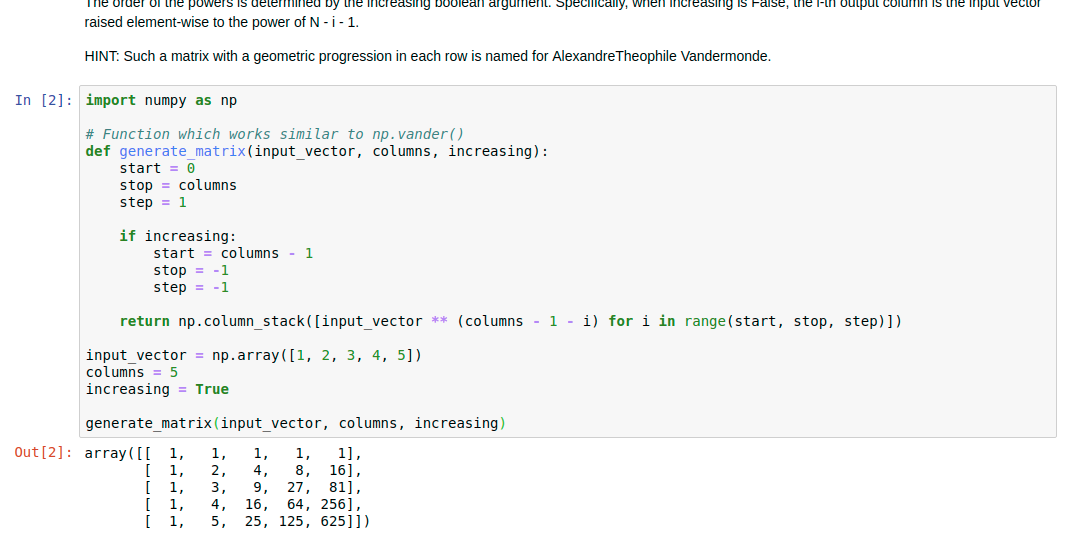 The order of the powers is determined by the increasing boolean argument. Specifically, when increasing is False, the i-th output column is the input vector
raised element-wise to the power of N - i - 1.
HINT: Such a matrix with a geometric progression in each row is named for AlexandreTheophile Vandermonde.
In [2]: import numpy as np
# Function which works similar to np.vander()
def generate_matrix(input_vector, columns, increasing):
    start = 0
    stop = columns
    step = 1
    if increasing:
        start = columns - 1
        stop = -1
        step = -1
    return np.column_stack([input_vector ** (columns - 1 - i) for i in range(start, stop, step)])
input_vector = np.array([1, 2, 3, 4, 5])
columns = 5
increasing = True
generate_matrix(input_vector, columns, increasing)
Out[2]: array([[  1,   1,   1,   1,   1],
       [  1,   2,   4,   8,  16],
       [  1,   3,   9,  27,  81],
       [  1,   4,  16,  64, 256],
       [  1,   5,  25, 125, 625]])